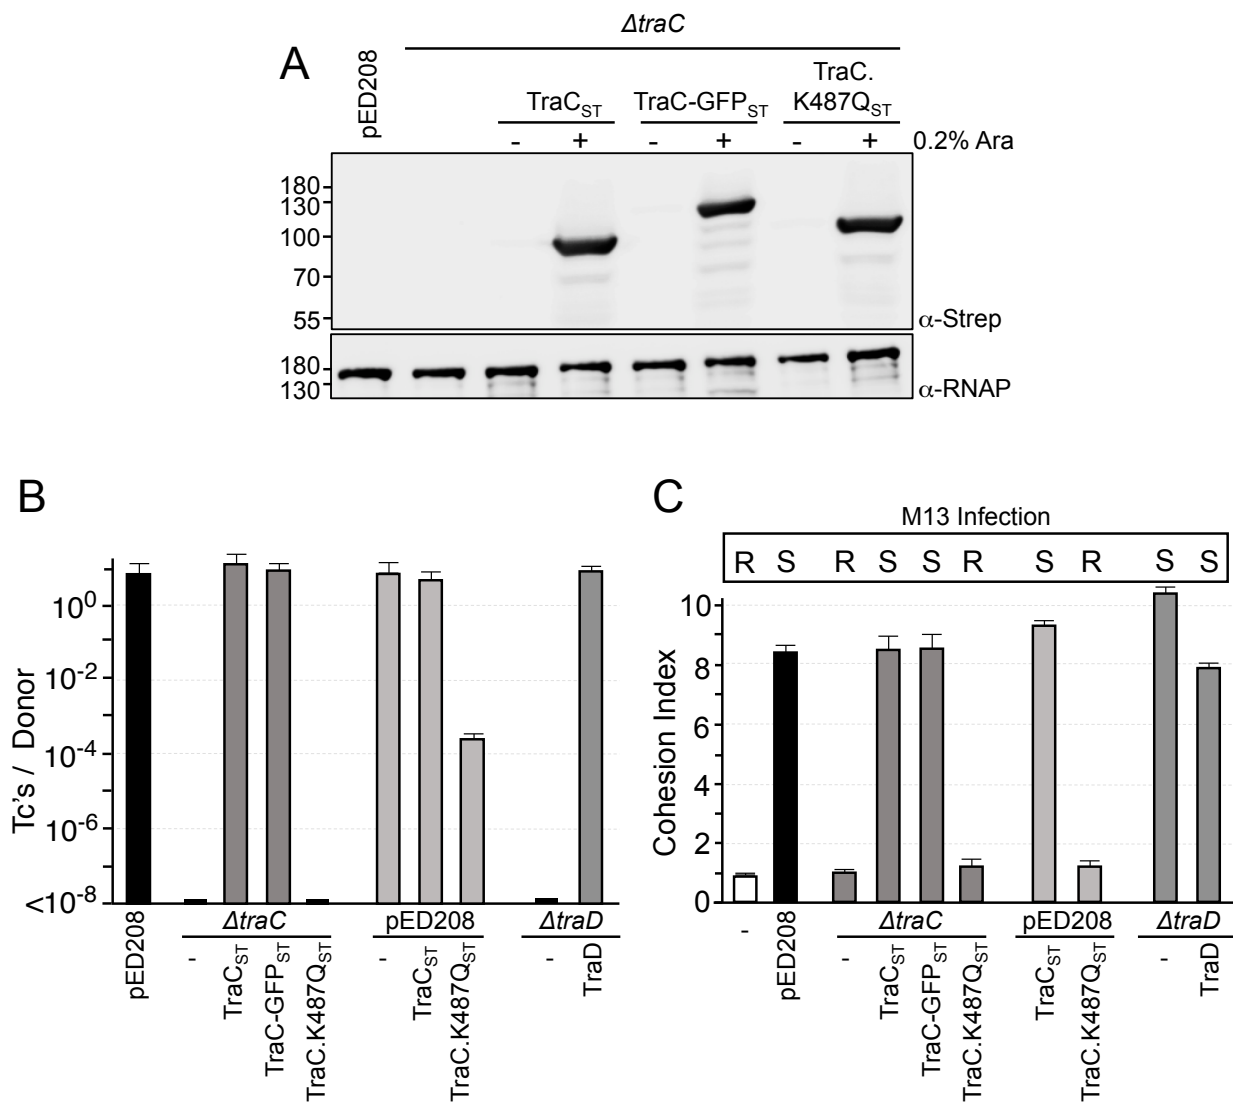 A
ΔtraC
pED208
TraC_ST
TraC-GFP_ST
TraC.
K487Q_ST
- + - + - + 0.2% Ara
180
130
100
70
55
α-Strep
180
130
α-RNAP
B
Tc's / Donor
10^0
10^-2
10^-4
10^-6
<10^-8
pED208
ΔtraC
-
TraC_ST
TraC-GFP_ST
TraC.K487Q_ST
pED208
-
TraC_ST
TraC.K487Q_ST
ΔtraD
-
TraD
C
M13 Infection
R S R S S R S R S S
Cohesion Index
10
8
6
4
2
0
-
pED208
ΔtraC
-
TraC_ST
TraC-GFP_ST
TraC.K487Q_ST
pED208
TraC_ST
TraC.K487Q_ST
ΔtraD
-
TraD